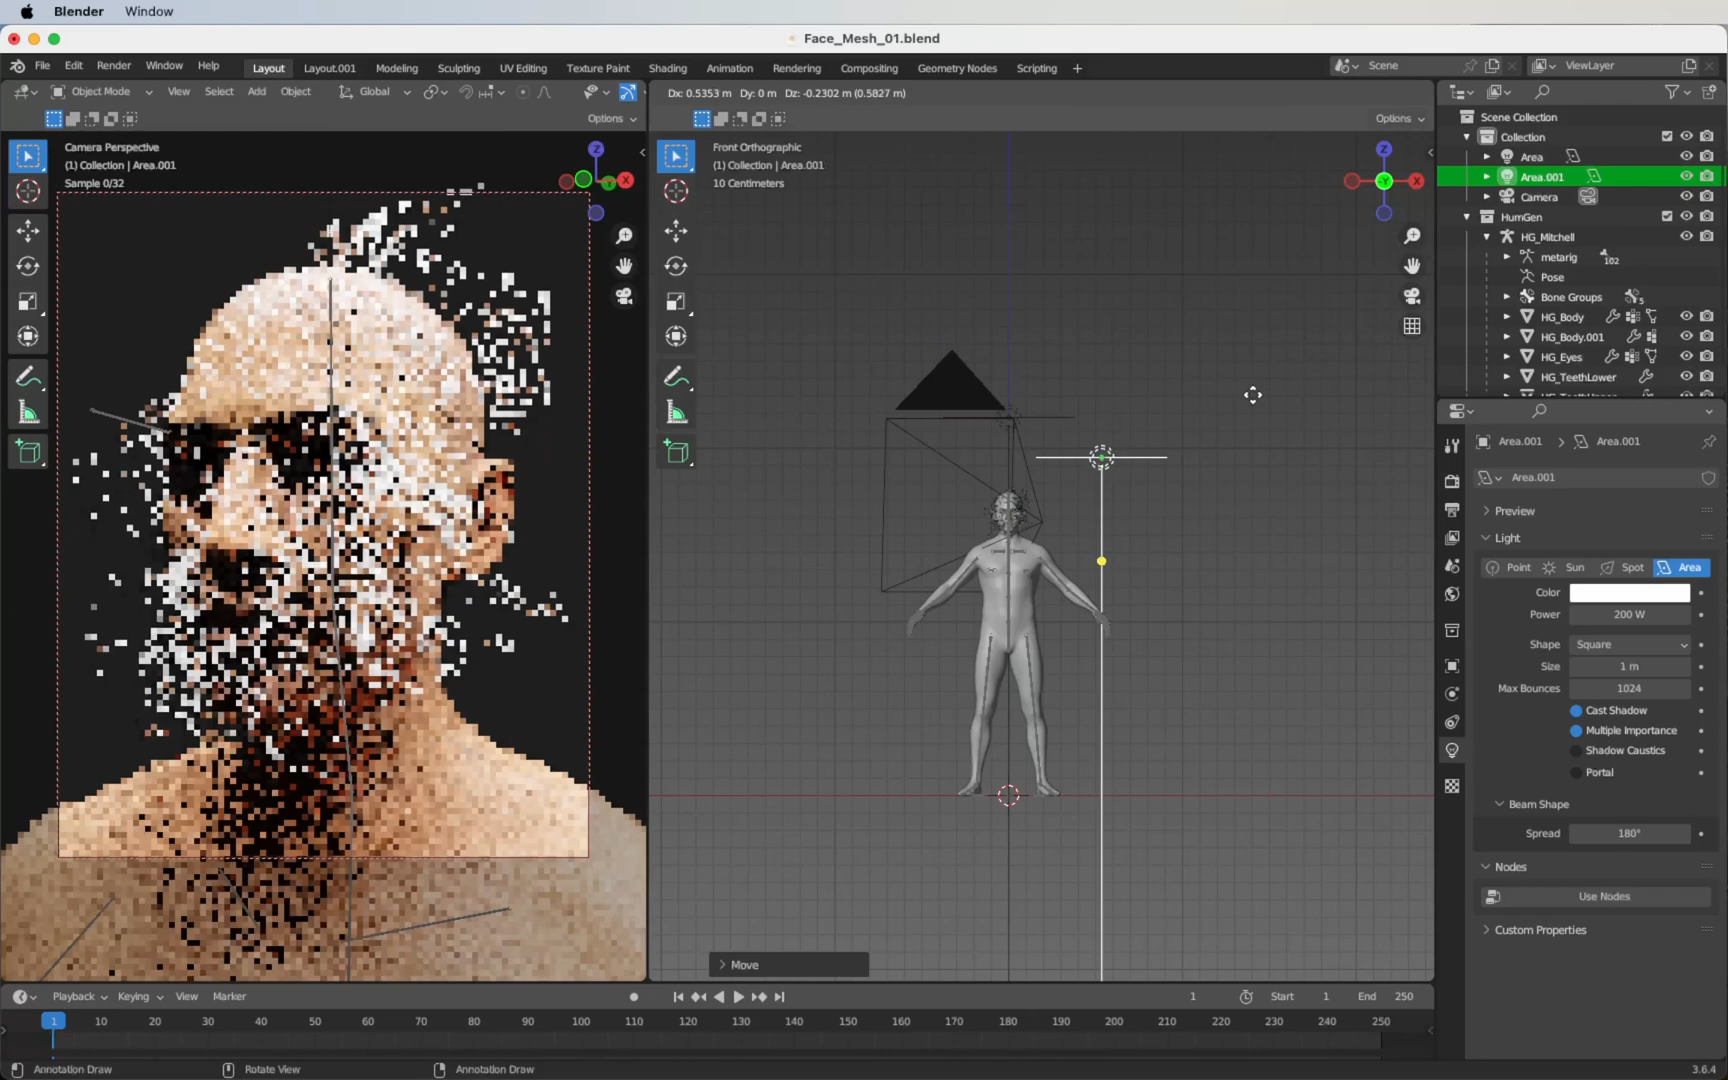 Blender Window
Face_Mesh_01.blend
File Edit Render Window Help Layout Layout.001 Modeling Sculpting UV Editing Texture Paint Shading Animation Rendering Compositing Geometry Nodes Scripting + Scene ViewLayer
Object Mode View Select Add Object Global Dx: 0.5353 m Dy: 0 m Dz: -0.2302 m (0.5827 m)
Options Options
Camera Perspective
(1) Collection | Area.001
Sample 0/32
Z
Y
X
Front Orthographic
(1) Collection | Area.001
10 Centimeters
Z
Y
X
Move
Scene Collection
Collection
Area
Area.001
Camera
HumGen
HG_Mitchell
metarig 102
Pose
Bone Groups 5
HG_Body
HG_Body.001
HG_Eyes
HG_TeethLower
Area.001 > Area.001
Area.001
Preview
Light
Point Sun Spot Area
Color
Power 200 W
Shape Square
Size 1 m
Max Bounces 1024
Cast Shadow
Multiple Importance
Shadow Caustics
Portal
Beam Shape
Spread 180°
Nodes
Use Nodes
Custom Properties
Playback Keying View Marker 1 Start 1 End 250
1 10 20 30 40 50 60 70 80 90 100 110 120 130 140 150 160 170 180 190 200 210 220 230 240 250
Annotation Draw Rotate View Annotation Draw 3.6.4